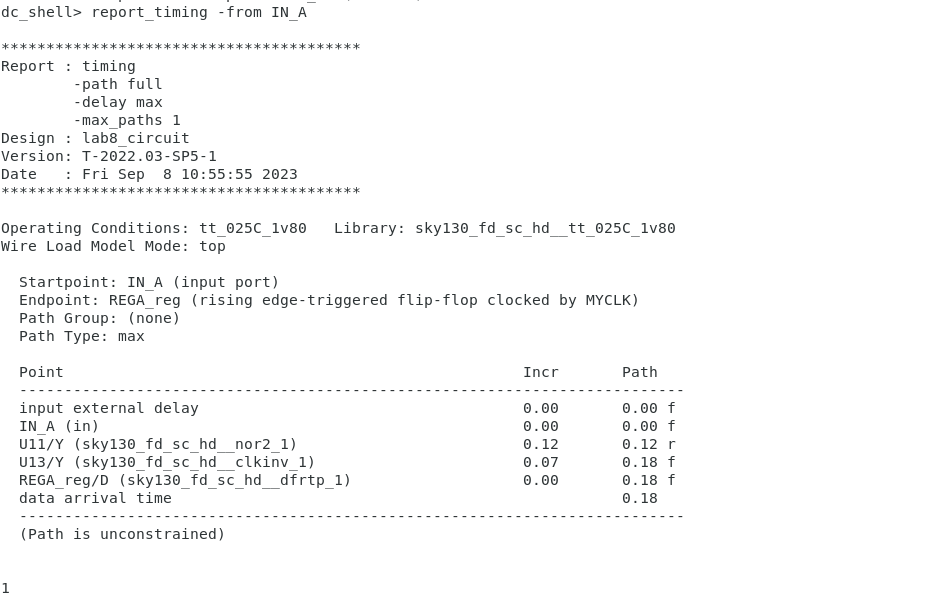 dc_shell> report_timing -from IN_A
****************************************
Report : timing
        -path full
        -delay max
        -max_paths 1
Design : lab8_circuit
Version: T-2022.03-SP5-1
Date   : Fri Sep  8 10:55:55 2023
****************************************
Operating Conditions: tt_025C_1v80   Library: sky130_fd_sc_hd__tt_025C_1v80
Wire Load Model Mode: top
  Startpoint: IN_A (input port)
  Endpoint: REGA_reg (rising edge-triggered flip-flop clocked by MYCLK)
  Path Group: (none)
  Path Type: max
  Point                                                   Incr       Path
  --------------------------------------------------------------------------
  input external delay                                    0.00       0.00 f
  IN_A (in)                                               0.00       0.00 f
  U11/Y (sky130_fd_sc_hd__nor2_1)                         0.12       0.12 r
  U13/Y (sky130_fd_sc_hd__clkinv_1)                       0.07       0.18 f
  REGA_reg/D (sky130_fd_sc_hd__dfrtp_1)                   0.00       0.18 f
  data arrival time                                                  0.18
  --------------------------------------------------------------------------
  (Path is unconstrained)
1